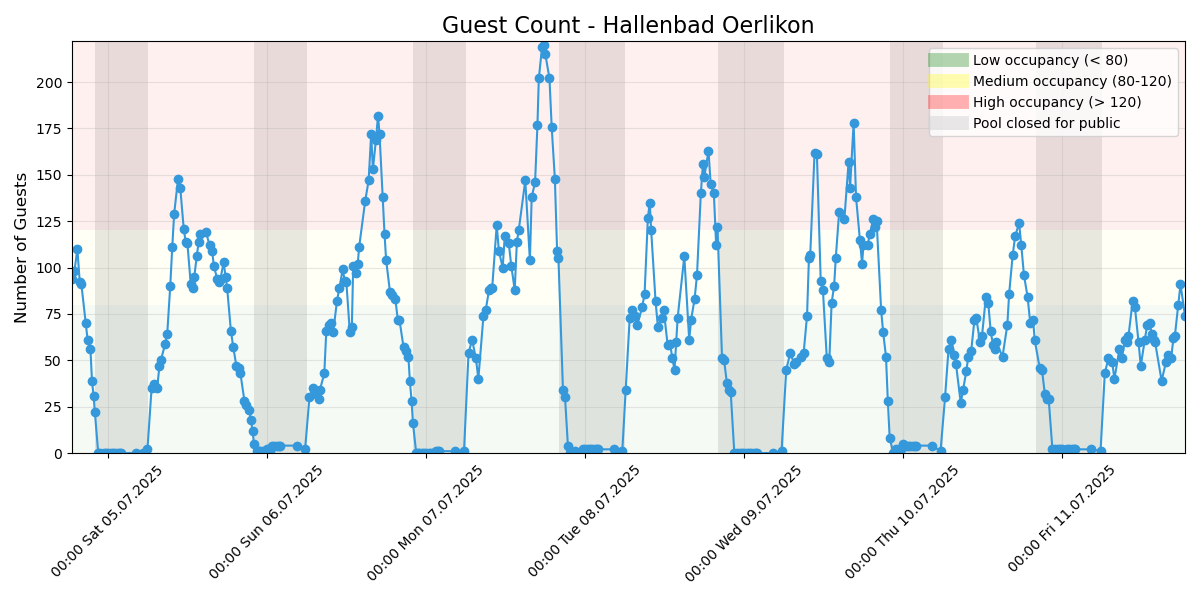 Guest Count - Hallenbad Oerlikon
Number of Guests
200
175
150
125
100
75
50
25
0
Low occupancy (< 80)
Medium occupancy (80-120)
High occupancy (> 120)
Pool closed for public
00:00 Sat 05.07.2025
00:00 Sun 06.07.2025
00:00 Mon 07.07.2025
00:00 Tue 08.07.2025
00:00 Wed 09.07.2025
00:00 Thu 10.07.2025
00:00 Fri 11.07.2025